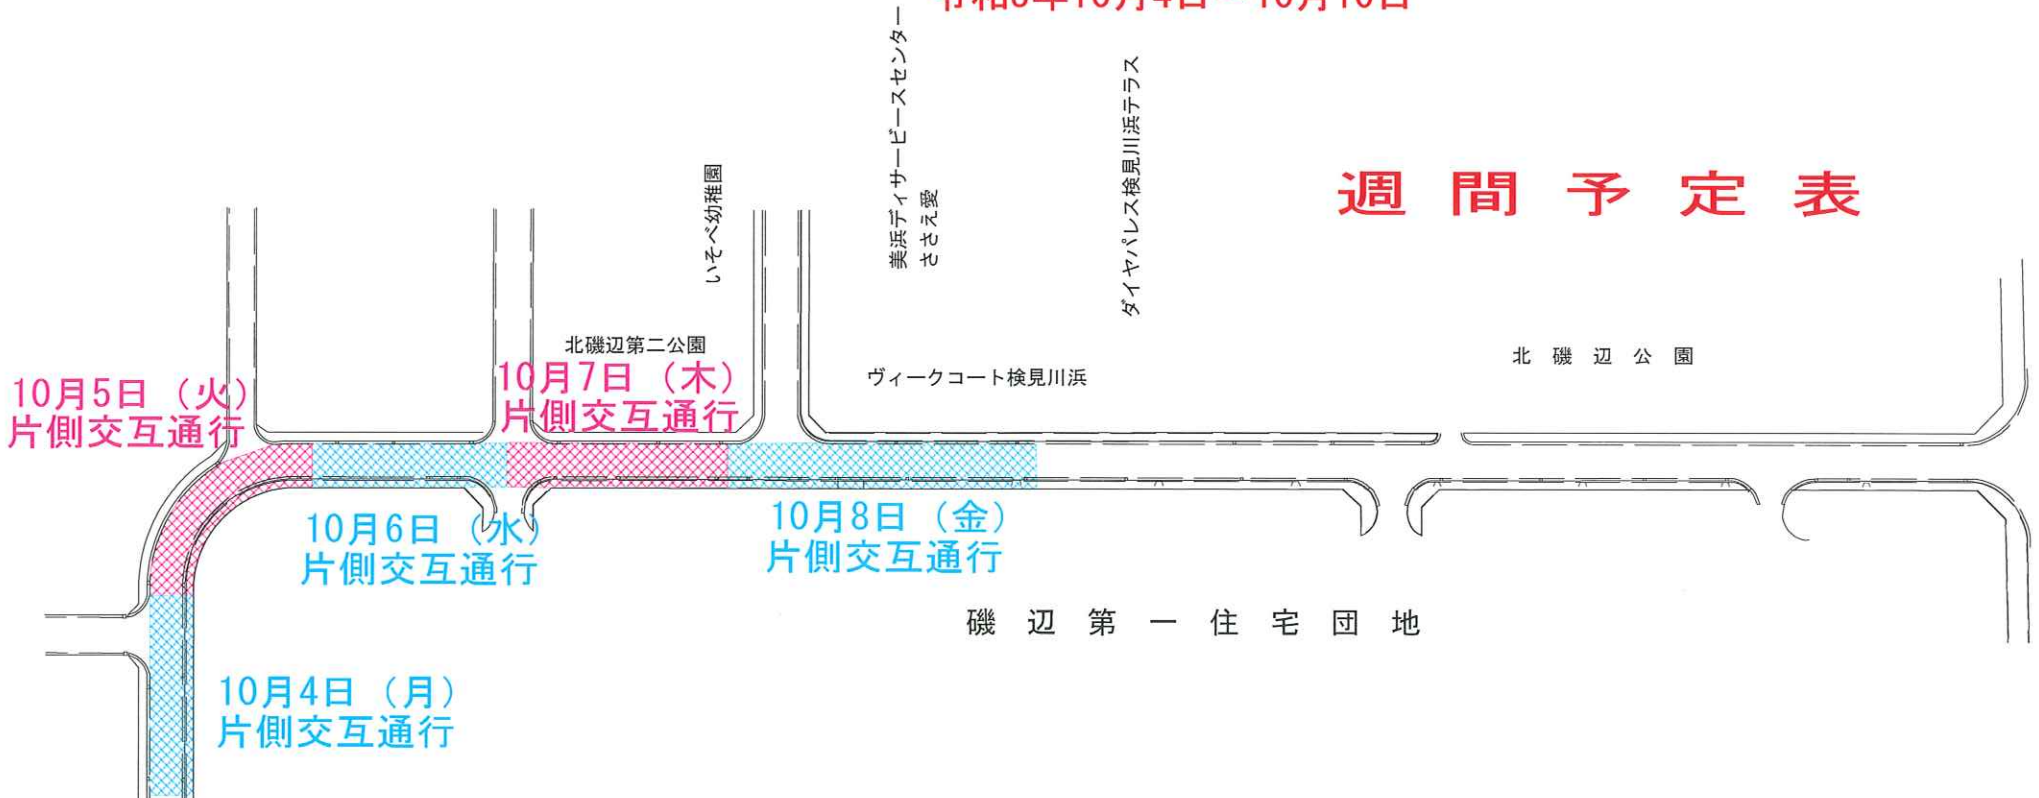 週間予定表
美浜ディサービースセンター
ささえ愛
ダイヤパレス検見川浜テラス
いそべ幼稚園
北磯辺第二公園
ヴィークコート検見川浜
北磯辺公園
10月5日（火）
片側交互通行
10月7日（木）
片側交互通行
10月6日（水）
片側交互通行
10月8日（金）
片側交互通行
磯辺第一住宅団地
10月4日（月）
片側交互通行